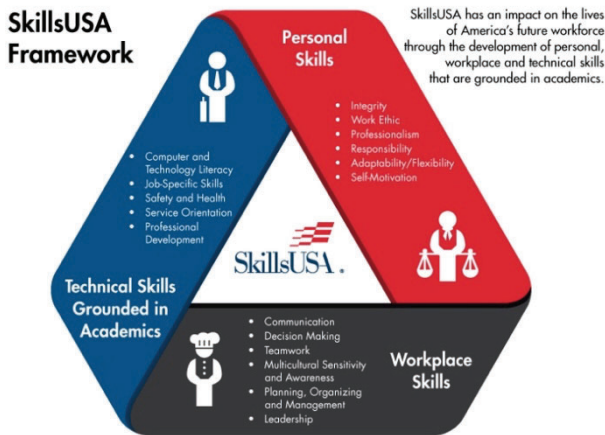 SkillsUSA
Framework
SkillsUSA has an impact on the lives
of America's future workforce
through the development of personal,
workplace and technical skills
that are grounded in academics.
Personal
Skills
• Integrity
• Work Ethic
• Professionalism
• Responsibility
• Adaptability/Flexibility
• Self-Motivation
• Computer and
Technology Literacy
• Job-Specific Skills
• Safety and Health
• Service Orientation
• Professional
Development
Technical Skills
Grounded in
Academics
SkillsUSA®
• Communication
• Decision Making
• Teamwork
• Multicultural Sensitivity
and Awareness
• Planning, Organizing
and Management
• Leadership
Workplace
Skills